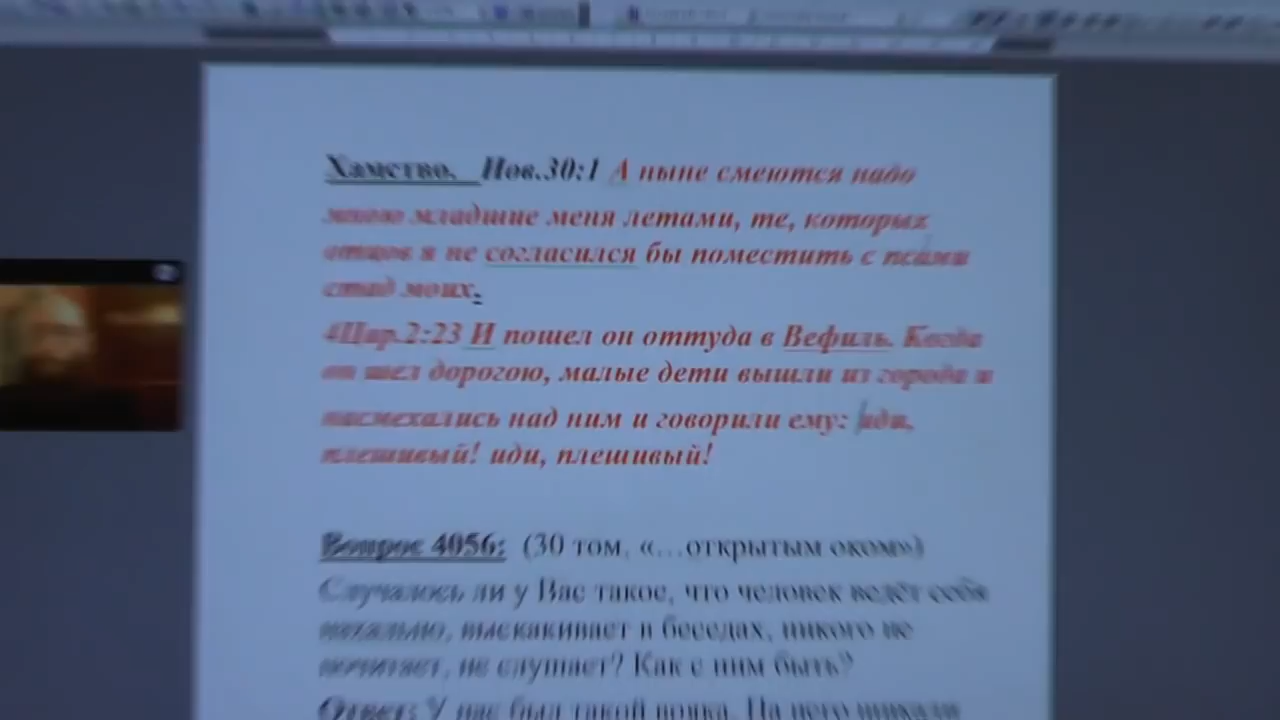 Хамство. Иов.30:1 А ныне смеются надо
мною младшие меня летами, те, которых
отцов я не согласился бы поместить с псами
стад моих.
4Цар.2:23 И пошел он оттуда в Вефиль. Когда
он шел дорогою, малые дети вышли из города и
насмехались над ним и говорили ему: иди,
плешивый! иди, плешивый!
Вопрос 4056: (30 том, «…открытым оком»)
Случалось ли у Вас такое, что человек ведёт себя
нахально, выскакивает в беседах, никого не
почитает, не слушает? Как с ним быть?
Ответ: У нас был такой